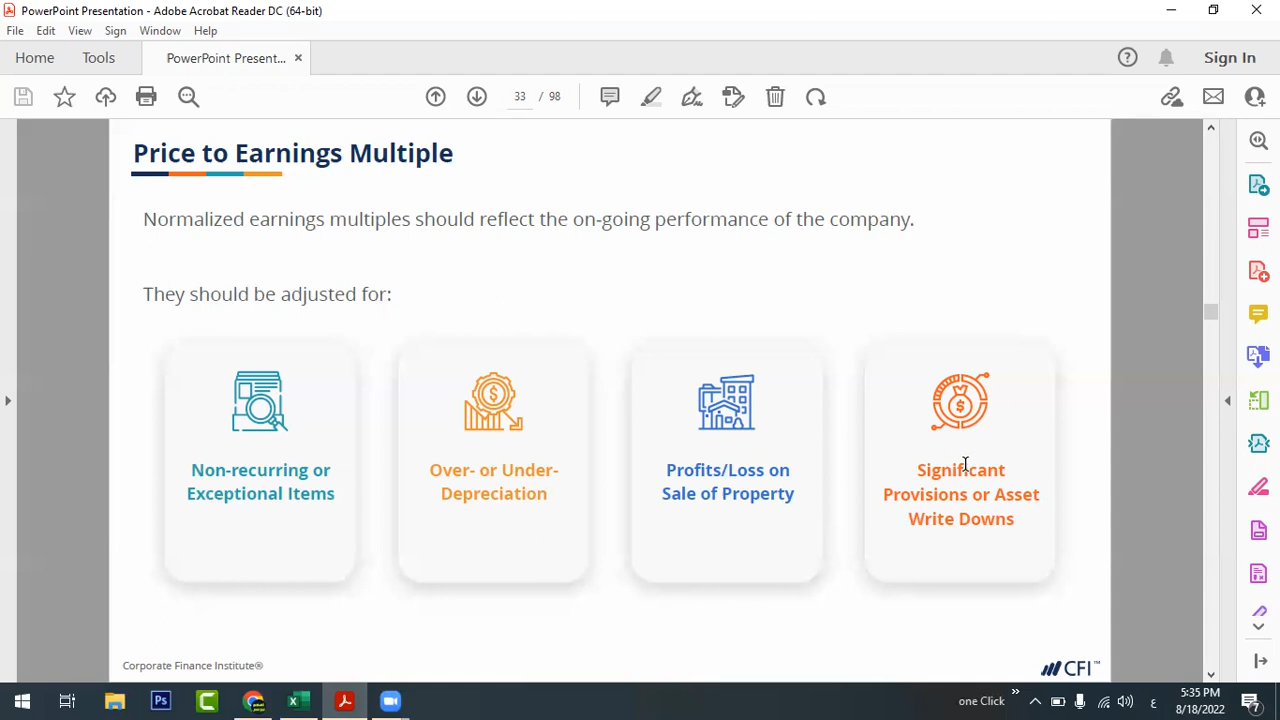 PowerPoint Presentation - Adobe Acrobat Reader DC (64-bit)
File Edit View Sign Window Help
Home Tools PowerPoint Present... × Sign In
33 / 98
Price to Earnings Multiple
Normalized earnings multiples should reflect the on-going performance of the company.
They should be adjusted for:
Non-recurring or
Exceptional Items
Over- or Under-
Depreciation
Profits/Loss on
Sale of Property
Significant
Provisions or Asset
Write Downs
Corporate Finance Institute®
CFI™
Ps
one Click
ع
5:35 PM
8/18/2022
7